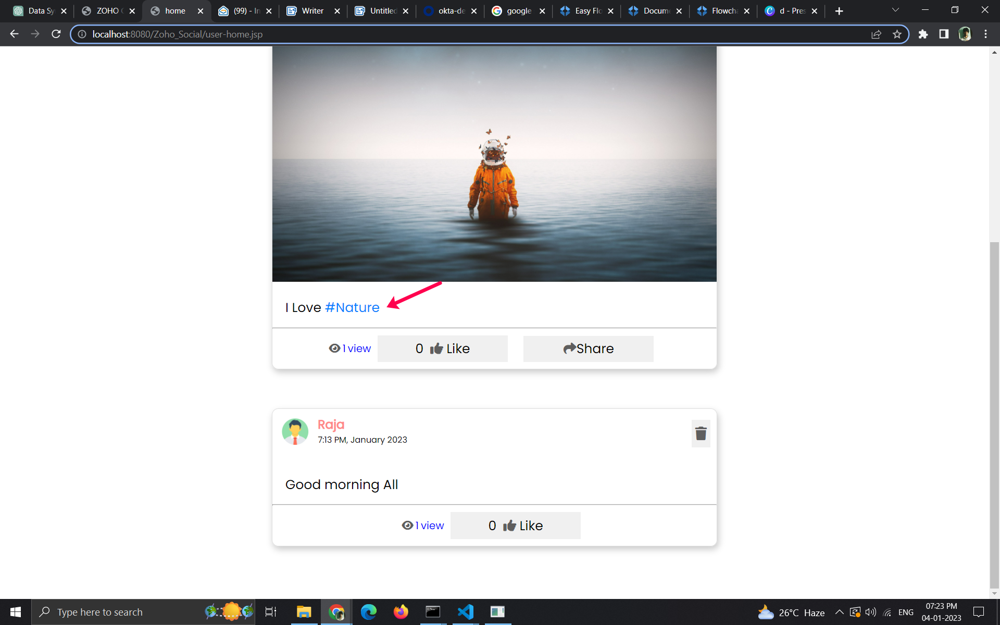 Data Sy
ZOHO
home
(99) - In
Writer
Untitled
okta-de
google
Easy Flo
Docum
Flowch
d - Pres
localhost:8080/Zoho_Social/user-home.jsp
I Love #Nature
1 view
0 Like
Share
Raja
7:13 PM, January 2023
Good morning All
1 view
0 Like
Type here to search
26°C Haze
ENG
07:23 PM
04-01-2023